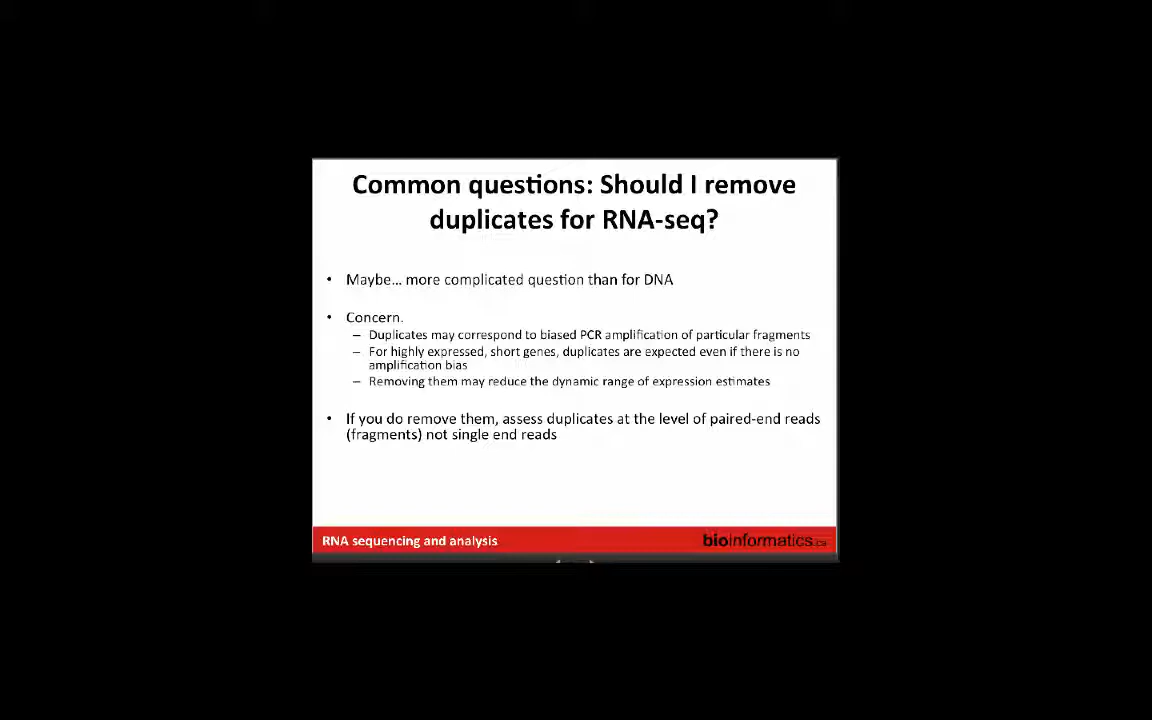 Common questions: Should I remove
duplicates for RNA-seq?
• Maybe… more complicated question than for DNA
• Concern.
– Duplicates may correspond to biased PCR amplification of particular fragments
– For highly expressed, short genes, duplicates are expected even if there is no
amplification bias
– Removing them may reduce the dynamic range of expression estimates
• If you do remove them, assess duplicates at the level of paired-end reads
(fragments) not single end reads
RNA sequencing and analysis
bioinformatics.ca